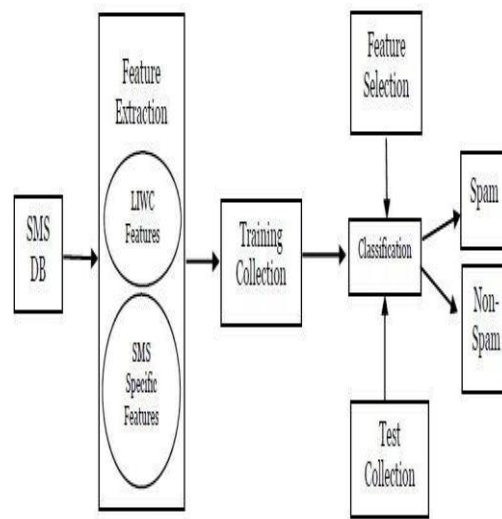 SMS
DB
Feature
Extraction
LIWC
Features
SMS
Specific
Features
Training
Collection
Feature
Selection
Classification
Test
Collection
Spam
Non-
Spam